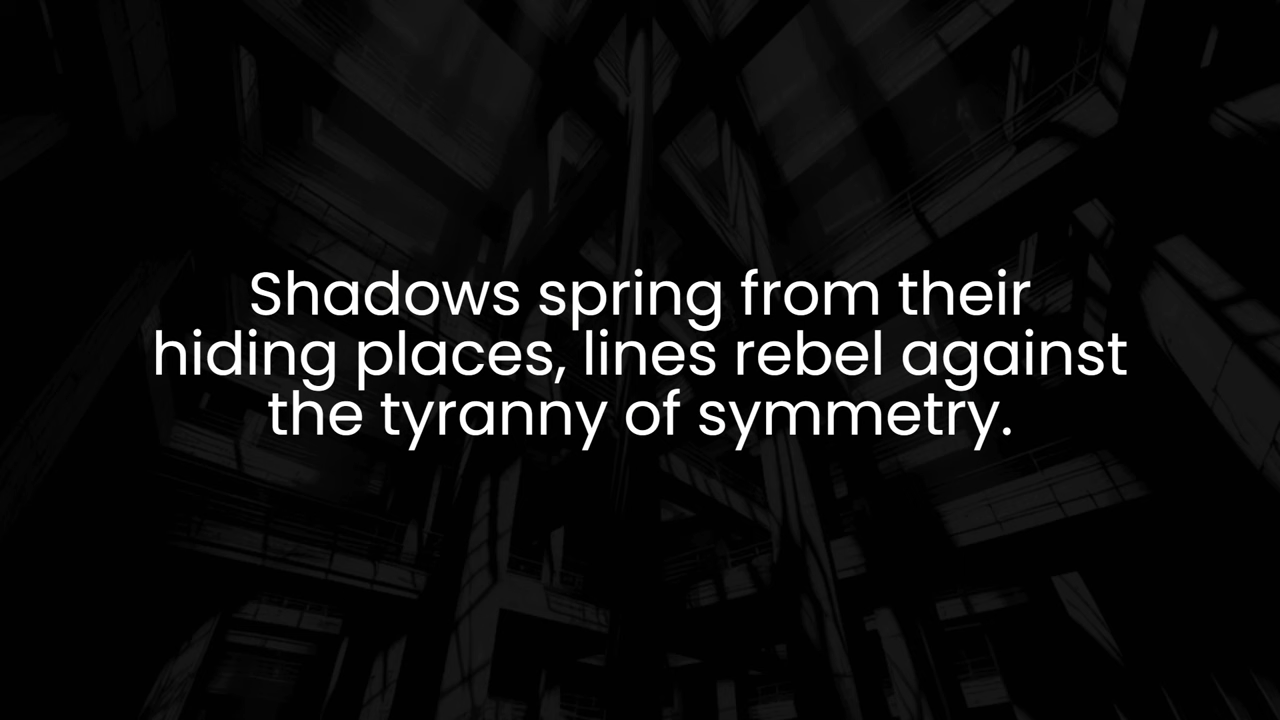 Shadows spring from their
hiding places, lines rebel against
the tyranny of symmetry.